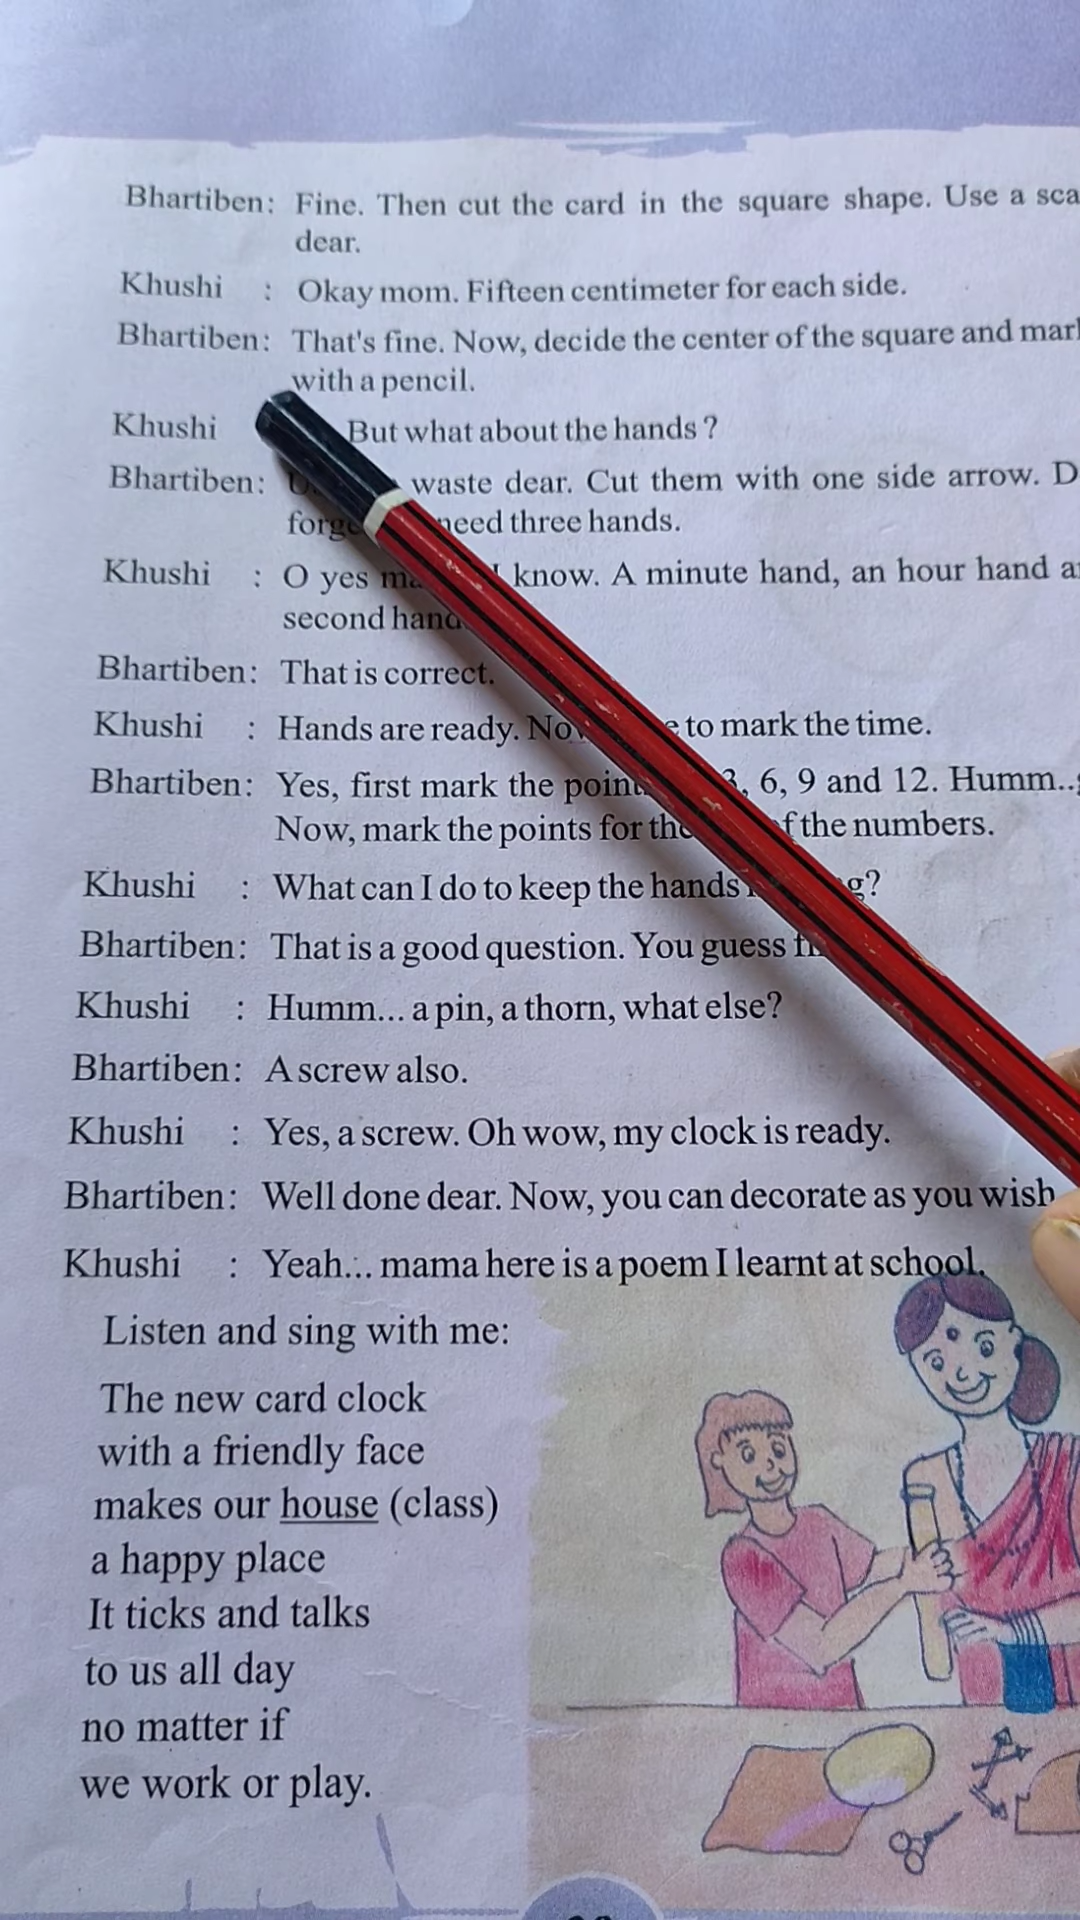 Bhartiben: Fine. Then cut the card in the square shape. Use a
dear.
Khushi : Okay mom. Fifteen centimeter for each side.
Bhartiben: That's fine. Now, decide the center of the square and
with a pencil.
Khushi But what about the hands ?
Bhartiben: waste dear. Cut them with one side arrow.
need three hands.
Khushi : O yes I know. A minute hand, an hour hand
second
Bhartiben: That is correct.
Khushi : Hands are ready. to mark the time.
Bhartiben: Yes, first mark the 3, 6, 9 and 12. Humm..
Now, mark the points for the numbers.
Khushi : What can I do to keep the hands
Bhartiben: That is a good question. You guess
Khushi : Humm... a pin, a thorn, what else?
Bhartiben: A screw also.
Khushi : Yes, a screw. Oh wow, my clock is ready.
Bhartiben: Well done dear. Now, you can decorate as you wish
Khushi : Yeah... mama here is a poem I learnt at school.
Listen and sing with me:
The new card clock
with a friendly face
makes our house (class)
a happy place
It ticks and talks
to us all day
no matter if
we work or play.